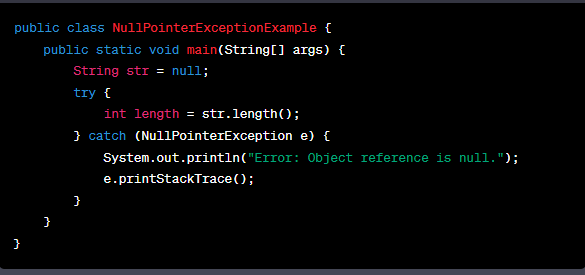 public class NullPointerExceptionExample {
    public static void main(String[] args) {
        String str = null;
        try {
            int length = str.length();
        } catch (NullPointerException e) {
            System.out.println("Error: Object reference is null.");
            e.printStackTrace();
        }
    }
}